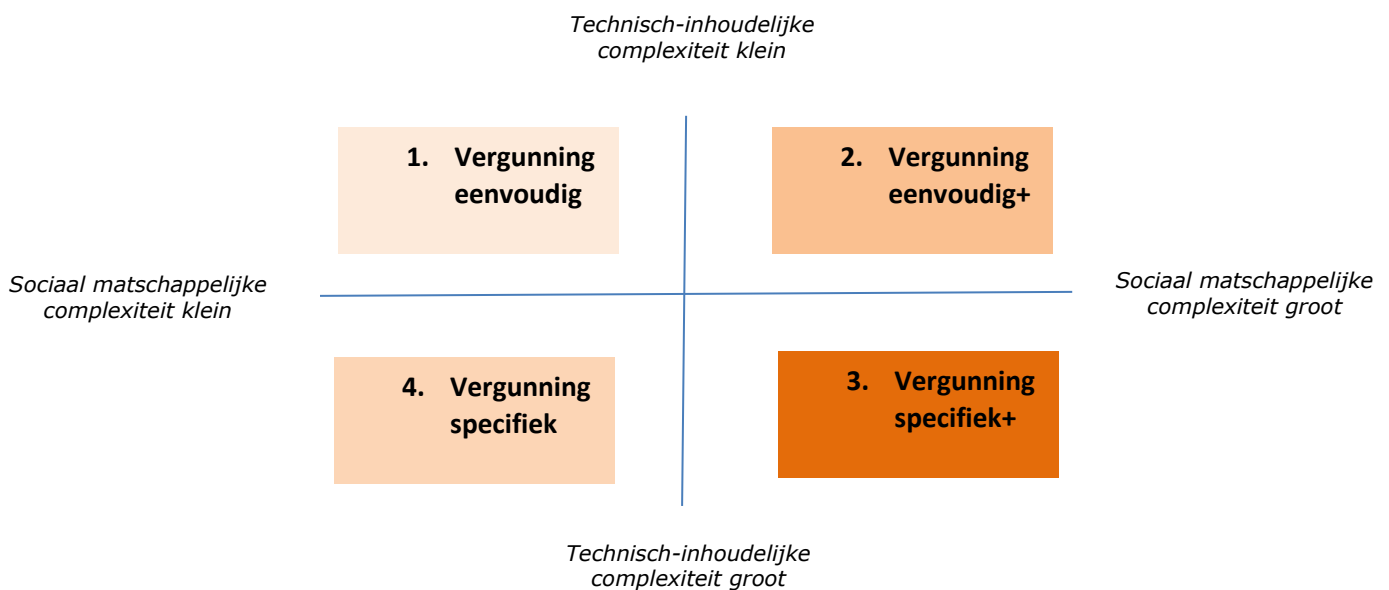 Technisch-inhoudelijke
complexiteit klein
1. Vergunning
eenvoudig
2. Vergunning
eenvoudig+
Sociaal matschappelijke
complexiteit klein
Sociaal matschappelijke
complexiteit groot
4. Vergunning
specifiek
3. Vergunning
specifiek+
Technisch-inhoudelijke
complexiteit groot